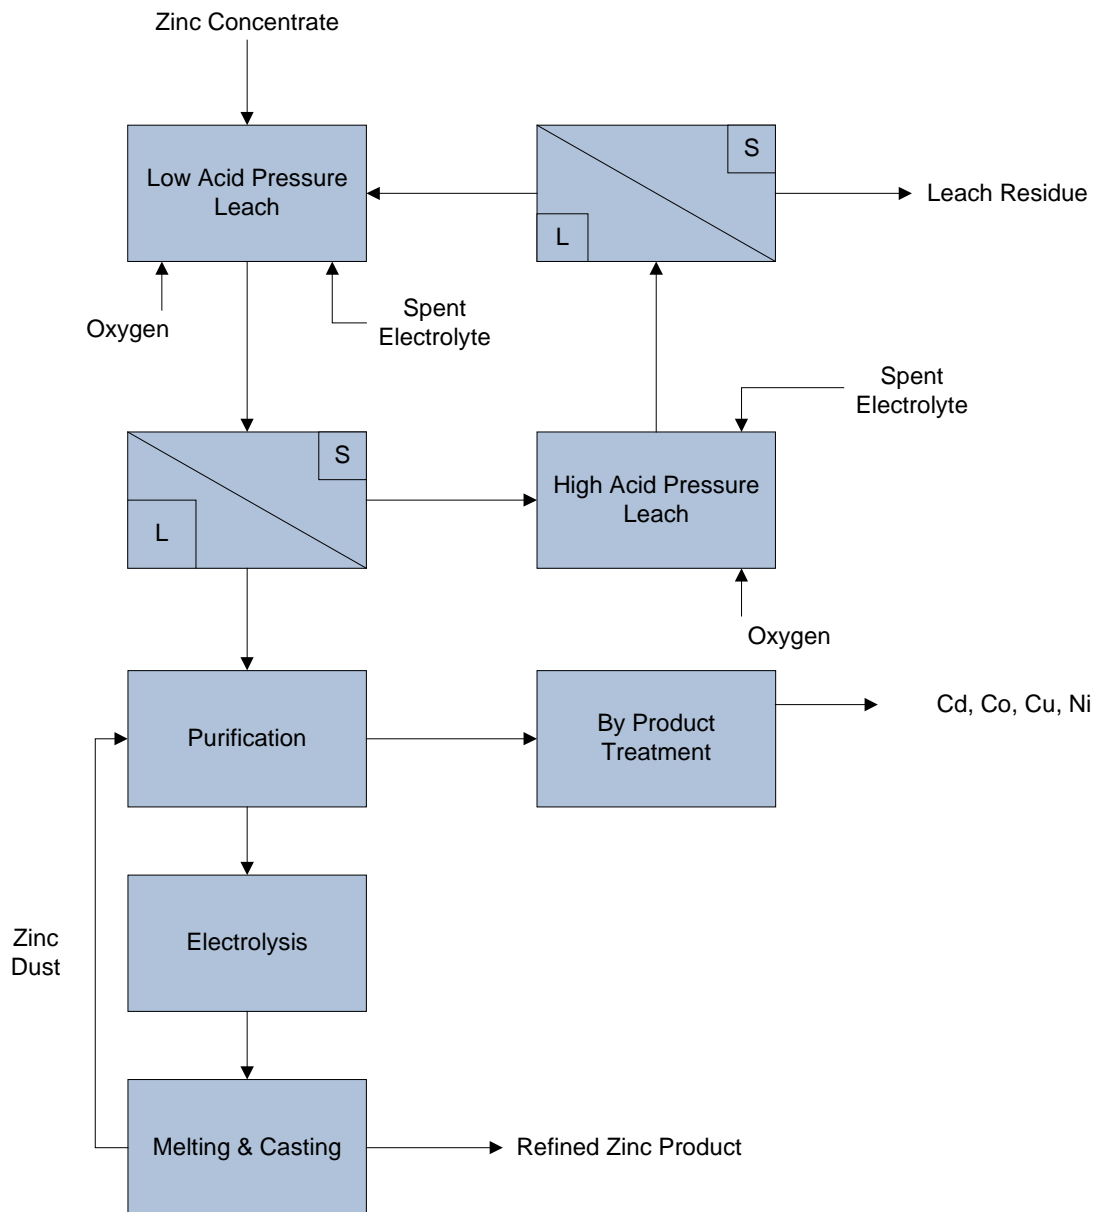 Zinc Concentrate
Low Acid Pressure
Leach
S
L
Leach Residue
Oxygen
Spent
Electrolyte
Spent
Electrolyte
S
L
High Acid Pressure
Leach
Oxygen
Purification
By Product
Treatment
Cd, Co, Cu, Ni
Zinc
Dust
Electrolysis
Melting & Casting
Refined Zinc Product